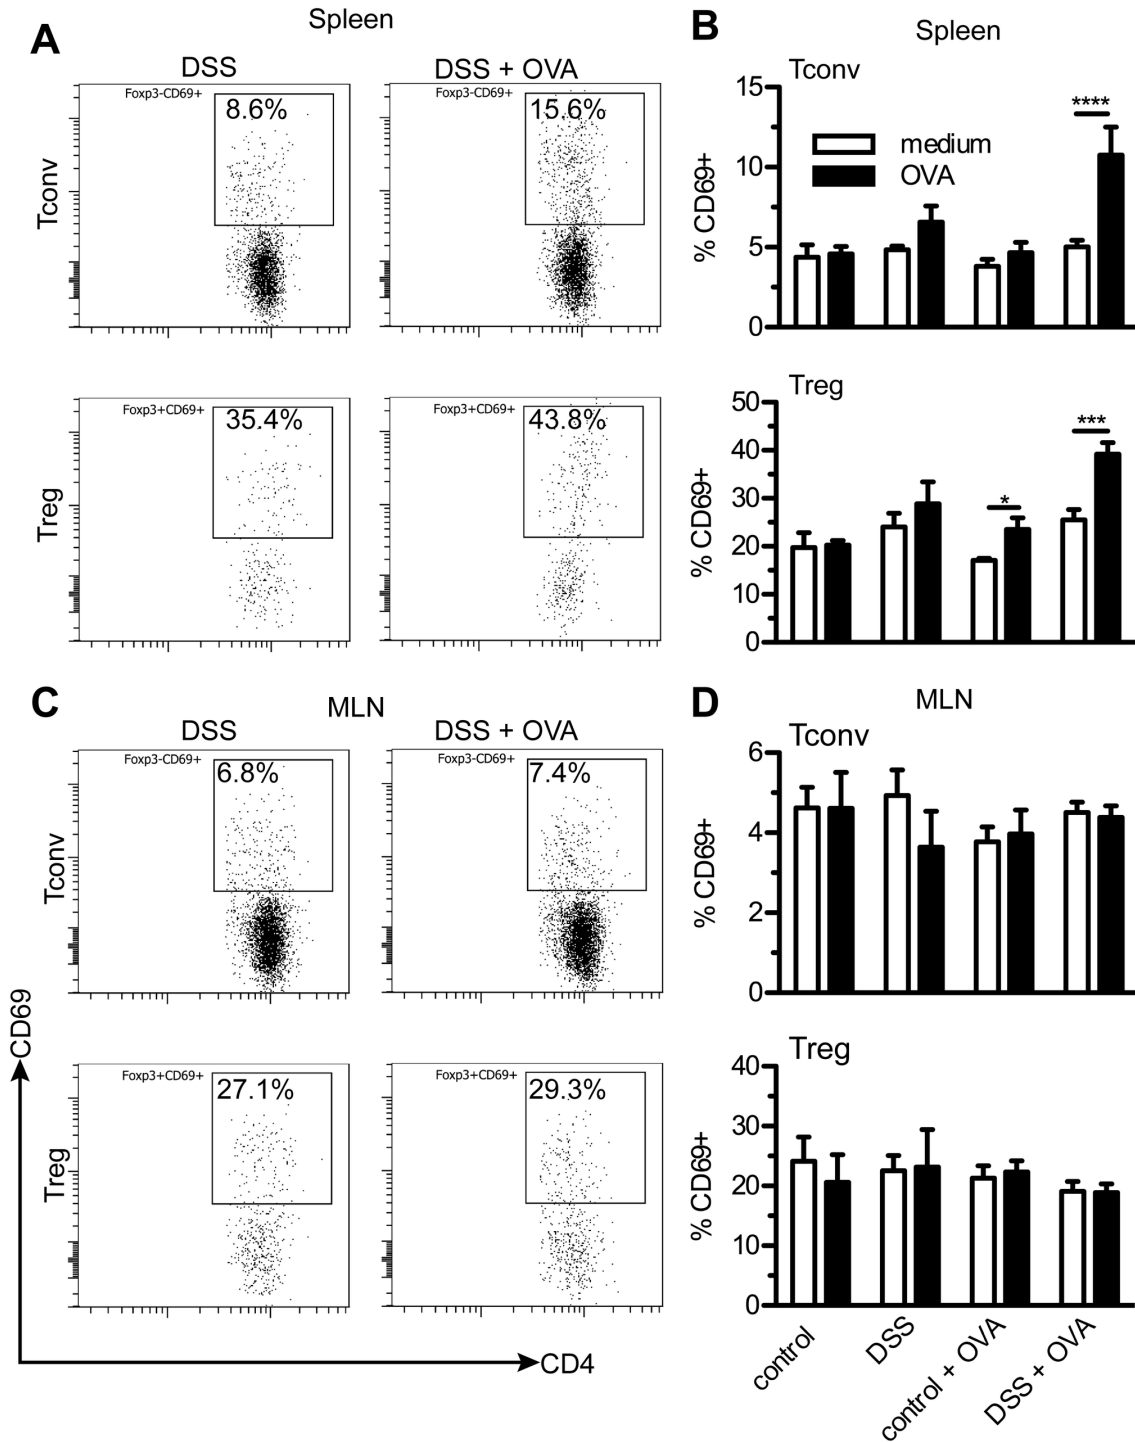 A
Spleen
DSS
DSS + OVA
Foxp3-CD69+
8.6%
Foxp3-CD69+
15.6%
Tconv
Foxp3+CD69+
35.4%
Foxp3+CD69+
43.8%
Treg
B
Spleen
Tconv
15
10
5
0
% CD69+
medium
OVA
****
Treg
50
40
30
20
10
0
% CD69+
*
***
C
MLN
DSS
DSS + OVA
Foxp3-CD69+
6.8%
Foxp3-CD69+
7.4%
Tconv
Foxp3+CD69+
27.1%
Foxp3+CD69+
29.3%
Treg
CD69
CD4
D
MLN
Tconv
6
4
2
0
% CD69+
Treg
40
30
20
10
0
% CD69+
control
DSS
control + OVA
DSS + OVA